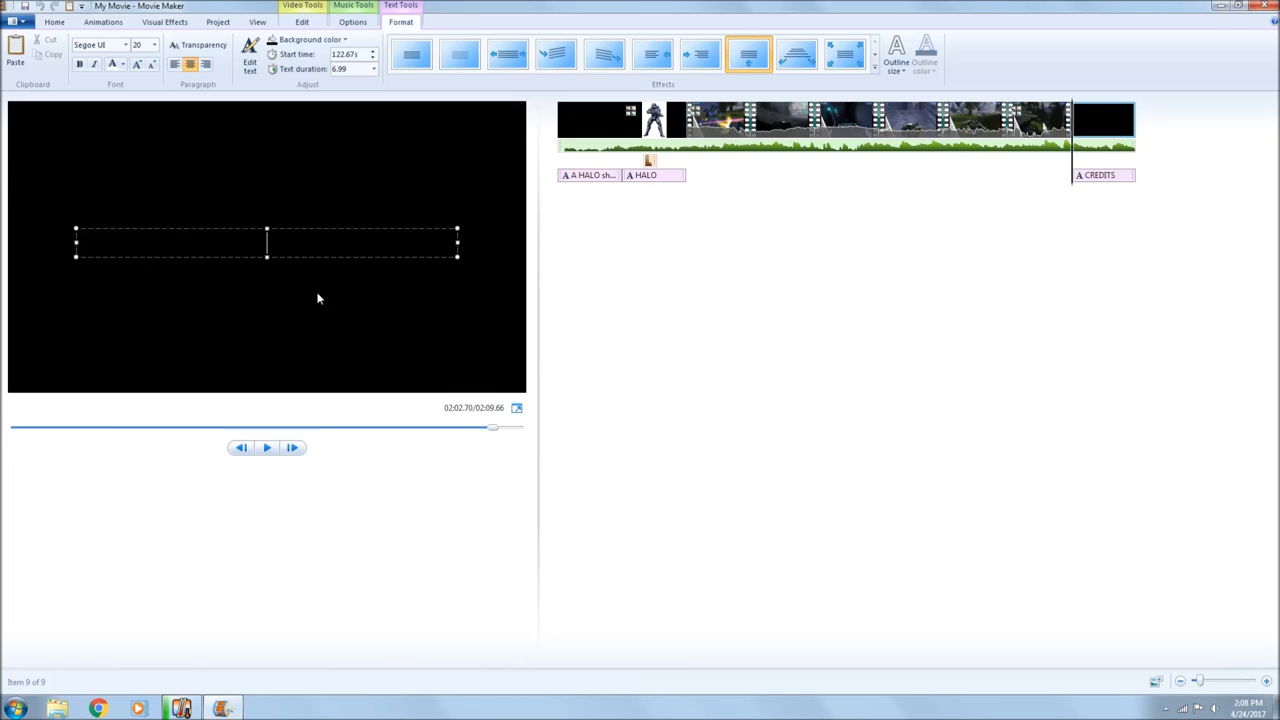 My Movie - Movie Maker
Video Tools
Music Tools
Text Tools
Home
Animations
Visual Effects
Project
View
Edit
Options
Format
Paste
Cut
Copy
Clipboard
Segoe UI
20
B I A A A
Font
Transparency
Paragraph
Edit text
Background color
Start time: 122.67s
Text duration: 6.99
Adjust
Effects
Outline size
Outline color
A A HALO sh...
A HALO
A CREDITS
02:02.70/02:09.66
Item 9 of 9
2:08 PM
4/24/2017